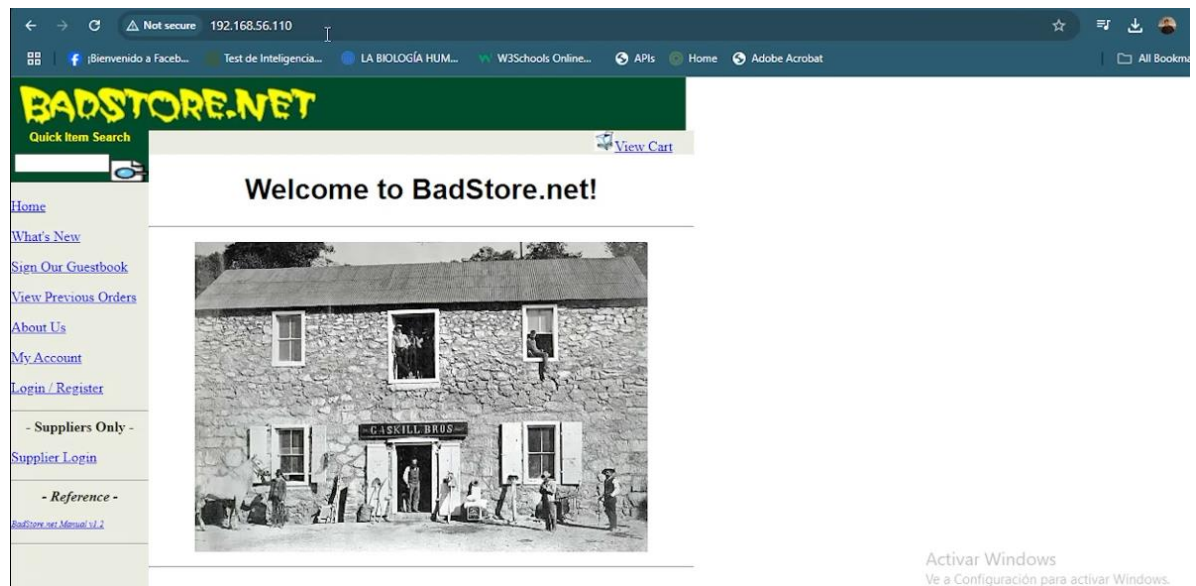 Not secure 192.168.56.110
¡Bienvenido a Faceb... Test de Inteligencia... LA BIOLOGÍA HUM... W3Schools Online... APIs Home Adobe Acrobat All Bookma
BADSTORE.NET
Quick Item Search
View Cart
Welcome to BadStore.net!
Home
What's New
Sign Our Guestbook
View Previous Orders
About Us
My Account
Login / Register
- Suppliers Only -
Supplier Login
- Reference -
BadStore.net Manual v1.2
GASKILL BROS
Activar Windows
Ve a Configuración para activar Windows.